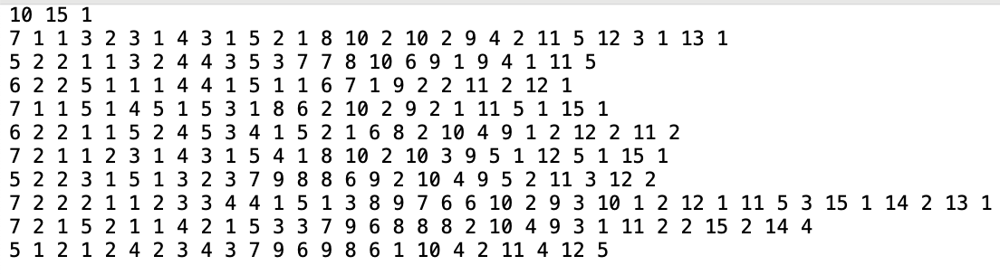 10 15 1
7 1 1 3 2 3 1 4 3 1 5 2 1 8 10 2 10 2 9 4 2 11 5 12 3 1 13 1
5 2 2 1 1 3 2 4 4 3 5 3 7 7 8 10 6 9 1 9 4 1 11 5
6 2 2 5 1 1 1 4 4 1 5 1 1 6 7 1 9 2 2 11 2 12 1
7 1 1 5 1 4 5 1 5 3 1 8 6 2 10 2 9 2 1 11 5 1 15 1
6 2 2 1 1 5 2 4 5 3 4 1 5 2 1 6 8 2 10 4 9 1 2 12 2 11 2
7 2 1 1 2 3 1 4 3 1 5 4 1 8 10 2 10 3 9 5 1 12 5 1 15 1
5 2 2 3 1 5 1 3 2 3 7 9 8 8 6 9 2 10 4 9 5 2 11 3 12 2
7 2 2 2 1 1 2 3 3 4 4 1 5 1 3 8 9 7 6 6 10 2 9 3 10 1 2 12 1 11 5 3 15 1 14 2 13 1
7 2 1 5 2 1 1 4 2 1 5 3 3 7 9 6 8 8 8 2 10 4 9 3 1 11 2 2 15 2 14 4
5 1 2 1 2 4 2 3 4 3 7 9 6 9 8 6 1 10 4 2 11 4 12 5